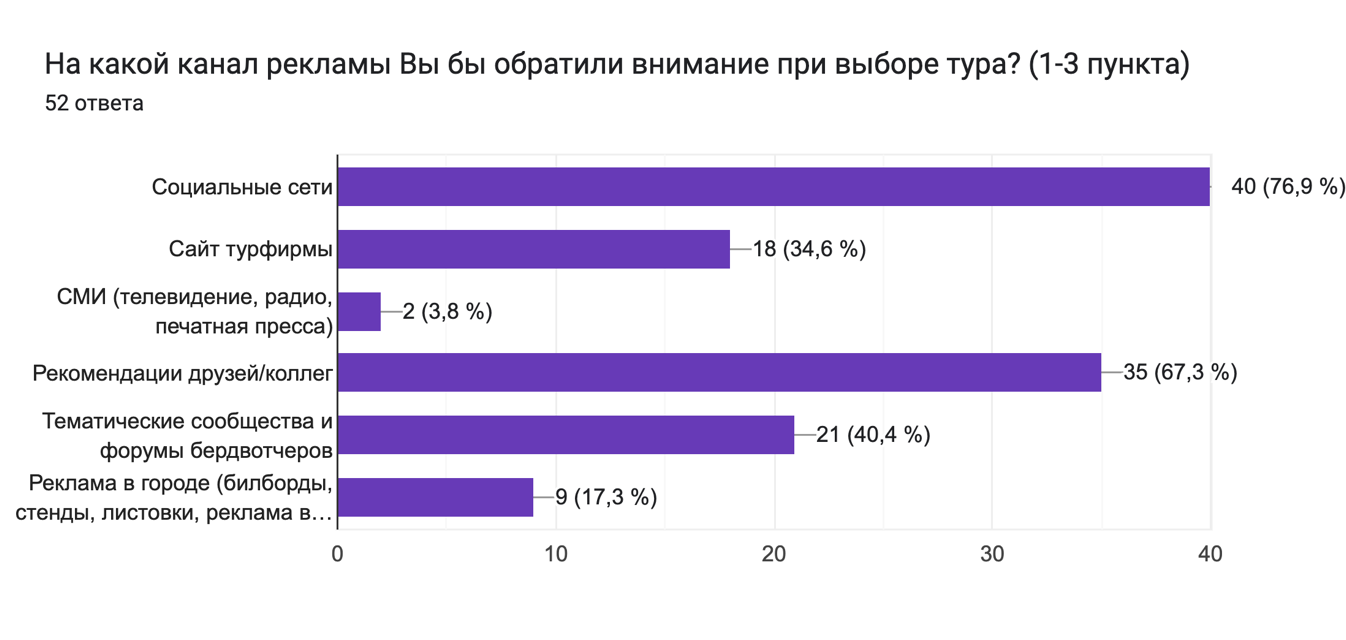 На какой канал рекламы Вы бы обратили внимание при выборе тура? (1-3 пункта)
52 ответа
Социальные сети
40 (76,9 %)
Сайт турфирмы
18 (34,6 %)
СМИ (телевидение, радио,
печатная пресса)
2 (3,8 %)
Рекомендации друзей/коллег
35 (67,3 %)
Тематические сообщества и
форумы бердвотчеров
21 (40,4 %)
Реклама в городе (билборды,
стенды, листовки, реклама в…
9 (17,3 %)
0 10 20 30 40